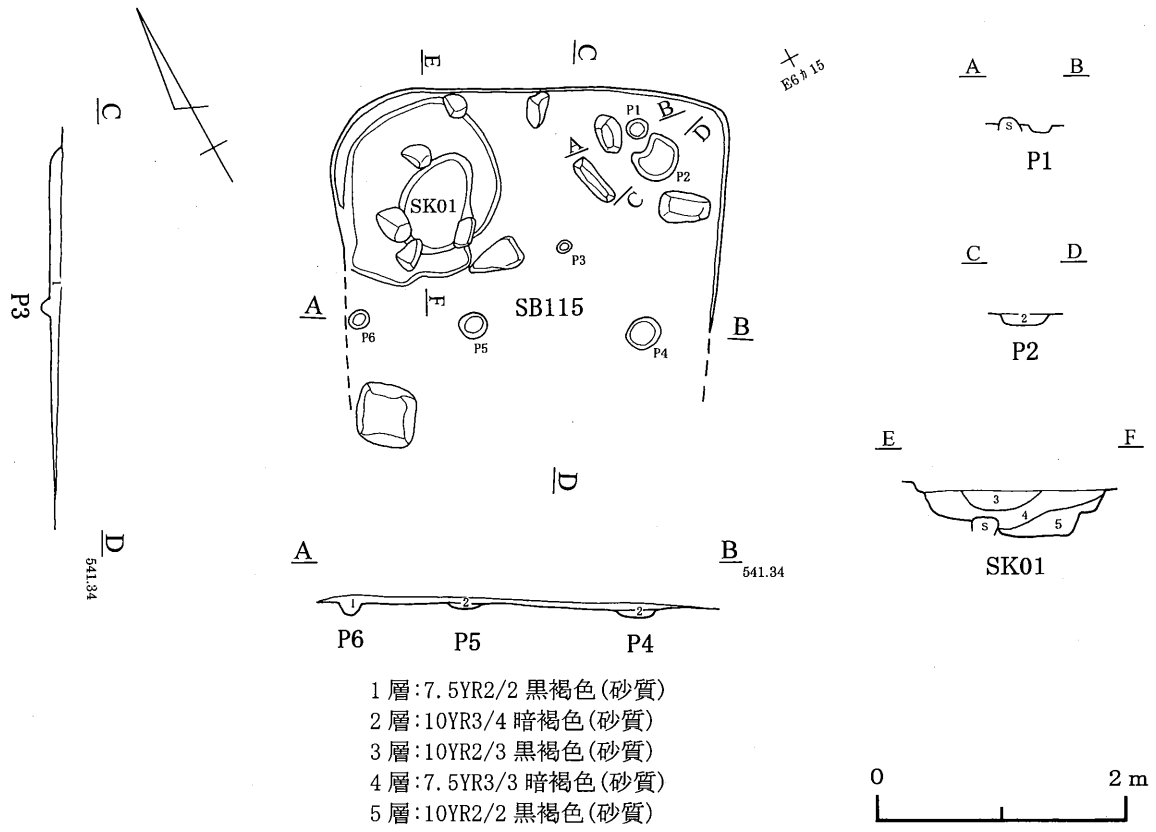 E
C
E6カ15
A B
S
P1
C
P1
B
D
A
P2
C
SK01
P3
SB115
1
P3
A
F
B
P6
P5
P4
C D
2
P2
D
D
541.34
E F
3
4
5
S
SK01
A
B
541.34
1
2
2
P6 P5 P4
1層:7.5YR2/2 黒褐色(砂質)
2層:10YR3/4 暗褐色(砂質)
3層:10YR2/3 黒褐色(砂質)
4層:7.5YR3/3 暗褐色(砂質)
5層:10YR2/2 黒褐色(砂質)
0 2m